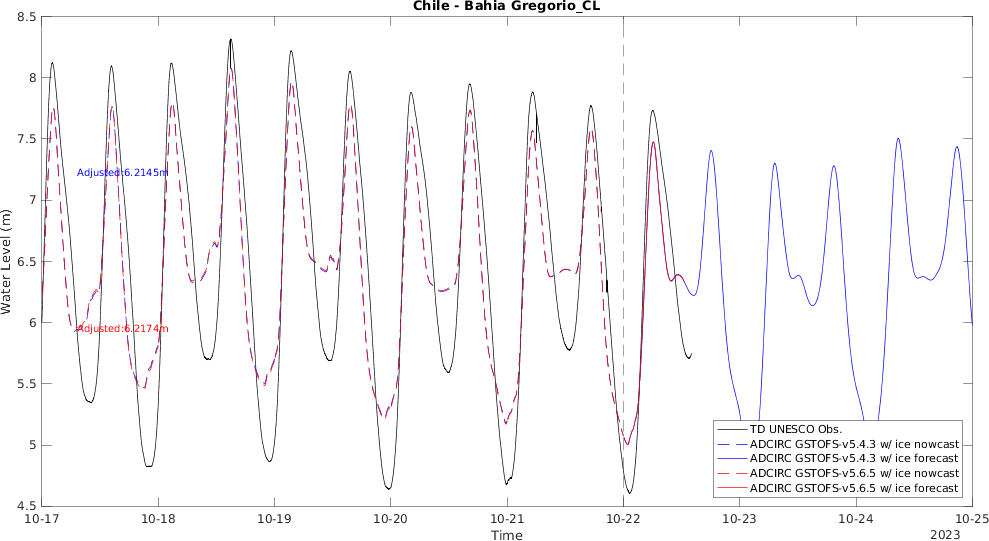 Chile - Bahia Gregorio_CL
8.5
8
7.5
7
6.5
6
5.5
5
4.5
Water Level (m)
Adjusted:6.2145m
Adjusted:6.2174m
TD UNESCO Obs.
ADCIRC GSTOFS-v5.4.3 w/ ice nowcast
ADCIRC GSTOFS-v5.4.3 w/ ice forecast
ADCIRC GSTOFS-v5.6.5 w/ ice nowcast
ADCIRC GSTOFS-v5.6.5 w/ ice forecast
10-17 10-18 10-19 10-20 10-21 10-22 10-23 10-24 10-25
Time
2023